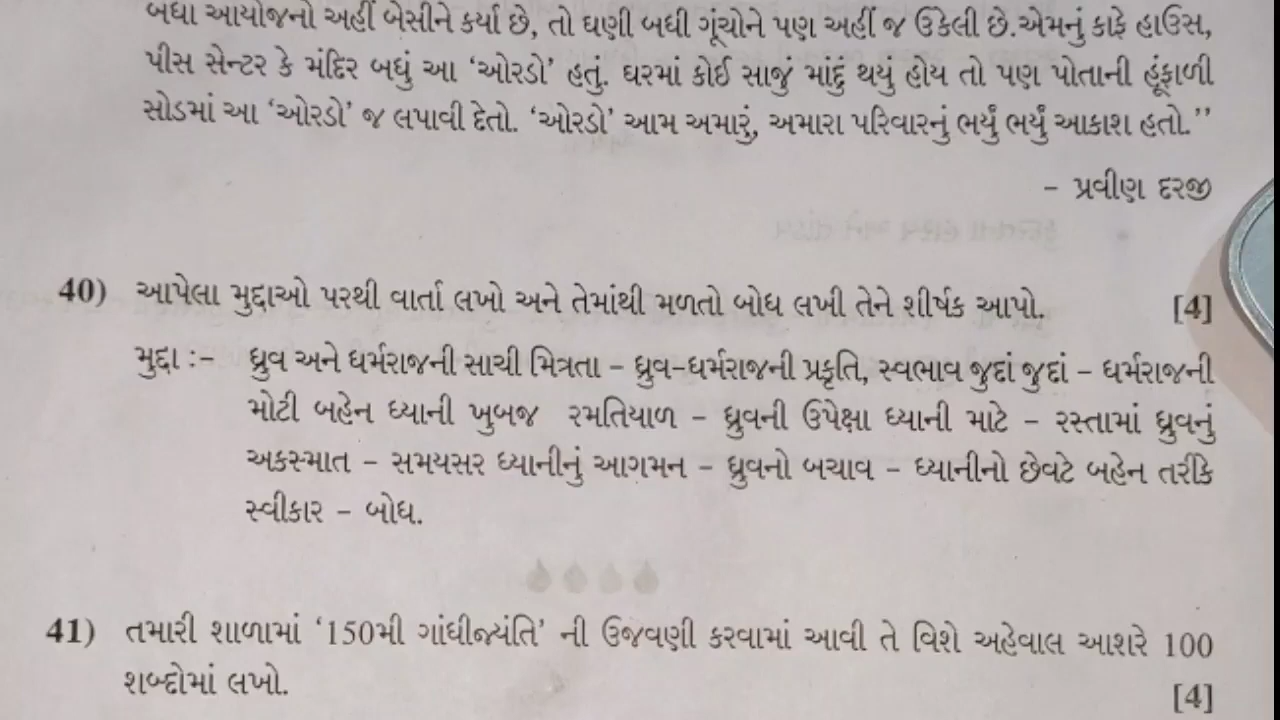 બધા આયોજનો અહીં બેસીને કર્યા છે, તો ઘણી બધી ગૂંચોને પણ અહીં જ ઉકેલી છે.એમનું કાફે હાઉસ,
પીસ સેન્ટર કે મંદિર બધું આ ‘ઓરડો’ હતું. ઘરમાં કોઈ સાજું માંદું થયું હોય તો પણ પોતાની હૂંફાળી
સોડમાં આ ‘ઓરડો’ જ લપાવી દેતો. ‘ઓરડો’ આમ અમારું, અમારા પરિવારનું ભર્યું ભર્યું આકાશ હતો.’’
- પ્રવીણ દરજી
40) આપેલા મુદ્દાઓ પરથી વાર્તા લખો અને તેમાંથી મળતો બોધ લખી તેને શીર્ષક આપો. [4]
મુદ્દા :– ધ્રુવ અને ધર્મરાજની સાચી મિત્રતા – ધ્રુવ-ધર્મરાજની પ્રકૃતિ, સ્વભાવ જુદાં જુદાં – ધર્મરાજની
મોટી બહેન ધ્યાની ખુબજ રમતિયાળ – ધ્રુવની ઉપેક્ષા ધ્યાની માટે – રસ્તામાં ધ્રુવનું
અકસ્માત – સમયસર ધ્યાનીનું આગમન – ધ્રુવનો બચાવ – ધ્યાનીનો છેવટે બહેન તરીકે
સ્વીકાર – બોધ.
41) તમારી શાળામાં ‘150મી ગાંધીજ્યંતિ’ ની ઉજવણી કરવામાં આવી તે વિશે અહેવાલ આશરે 100
શબ્દોમાં લખો. [4]